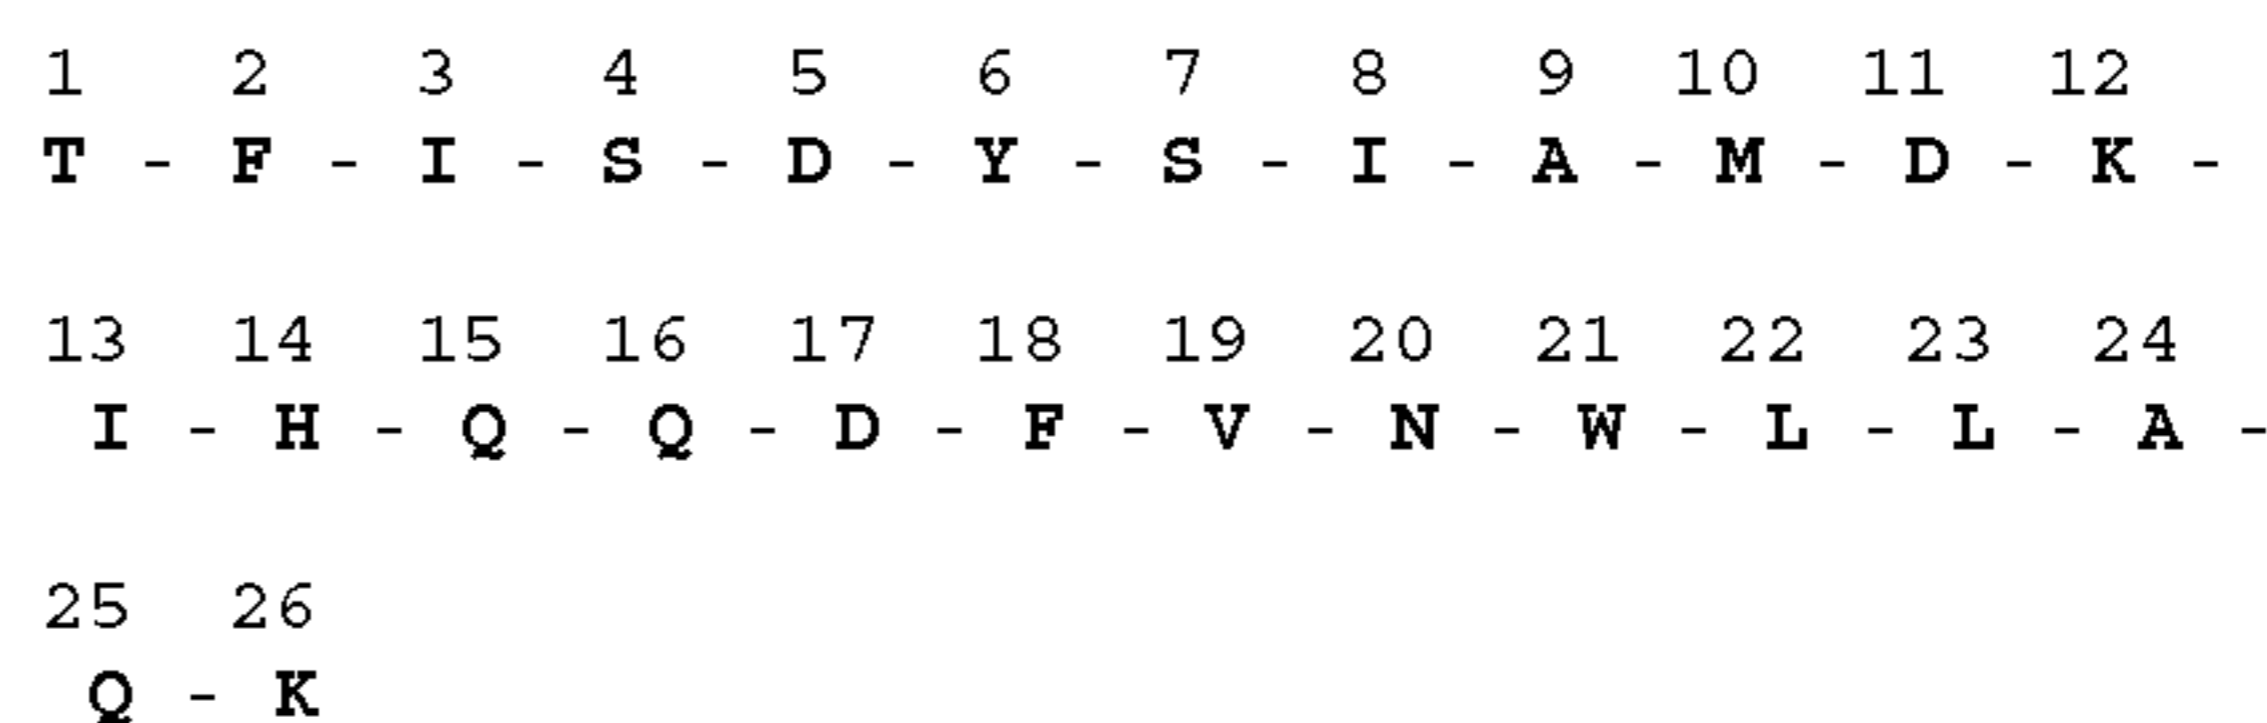 1 2 3 4 5 6 7 8 9 10 11 12
T - F - I - S - D - Y - S - I - A - M - D - K -
13 14 15 16 17 18 19 20 21 22 23 24
I - H - Q - Q - D - F - V - N - W - L - L - A -
25 26
Q - K